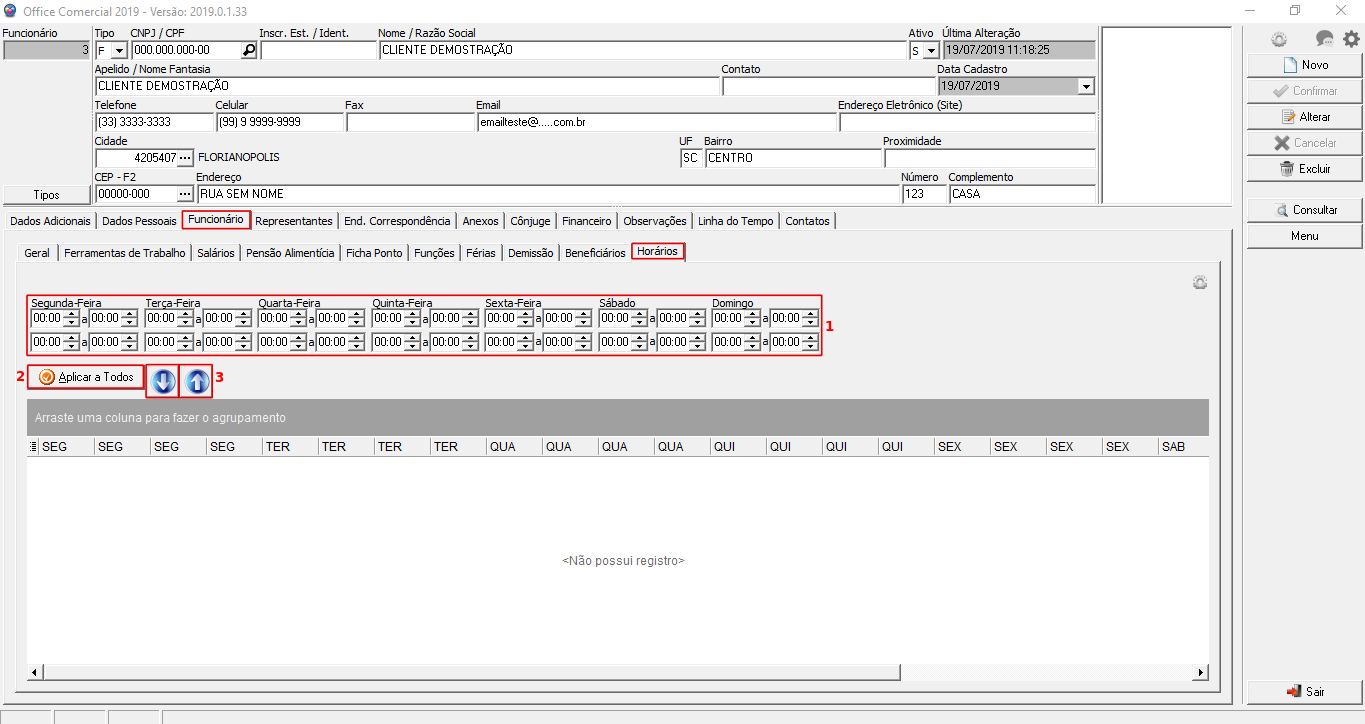 Office Comercial 2019 - Versão: 2019.0.1.33
Funcionário Tipo CNPJ / CPF Inscr. Est. / Ident. Nome / Razão Social Ativo Última Alteração
3 F 000.000.000-00 CLIENTE DEMOSTRAÇÃO S 19/07/2019 11:18:25
Apelido / Nome Fantasia Contato Data Cadastro
CLIENTE DEMOSTRAÇÃO 19/07/2019
Telefone Celular Fax Email Endereço Eletrônico (Site)
(33) 3333-3333 (99) 9 9999-9999 emailteste@.....com.br
Cidade UF Bairro Proximidade
4205407 ... FLORIANOPOLIS SC CENTRO
CEP - F2 Endereço Número Complemento
Tipos 00000-000 ... RUA SEM NOME 123 CASA
Dados Adicionais Dados Pessoais Funcionário Representantes End. Correspondência Anexos Cônjuge Financeiro Observações Linha do Tempo Contatos
Geral Ferramentas de Trabalho Salários Pensão Alimentícia Ficha Ponto Funções Férias Demissão Beneficiários Horários
Segunda-Feira Terça-Feira Quarta-Feira Quinta-Feira Sexta-Feira Sábado Domingo
00:00 a 00:00 00:00 a 00:00 00:00 a 00:00 00:00 a 00:00 00:00 a 00:00 00:00 a 00:00 00:00 a 00:00
1
00:00 a 00:00 00:00 a 00:00 00:00 a 00:00 00:00 a 00:00 00:00 a 00:00 00:00 a 00:00 00:00 a 00:00
2 Aplicar a Todos 3
Arraste uma coluna para fazer o agrupamento
SEG SEG SEG SEG TER TER TER TER QUA QUA QUA QUA QUI QUI QUI QUI SEX SEX SEX SEX SAB
<Não possui registro>
Novo
Confirmar
Alterar
Cancelar
Excluir
Consultar
Menu
Sair